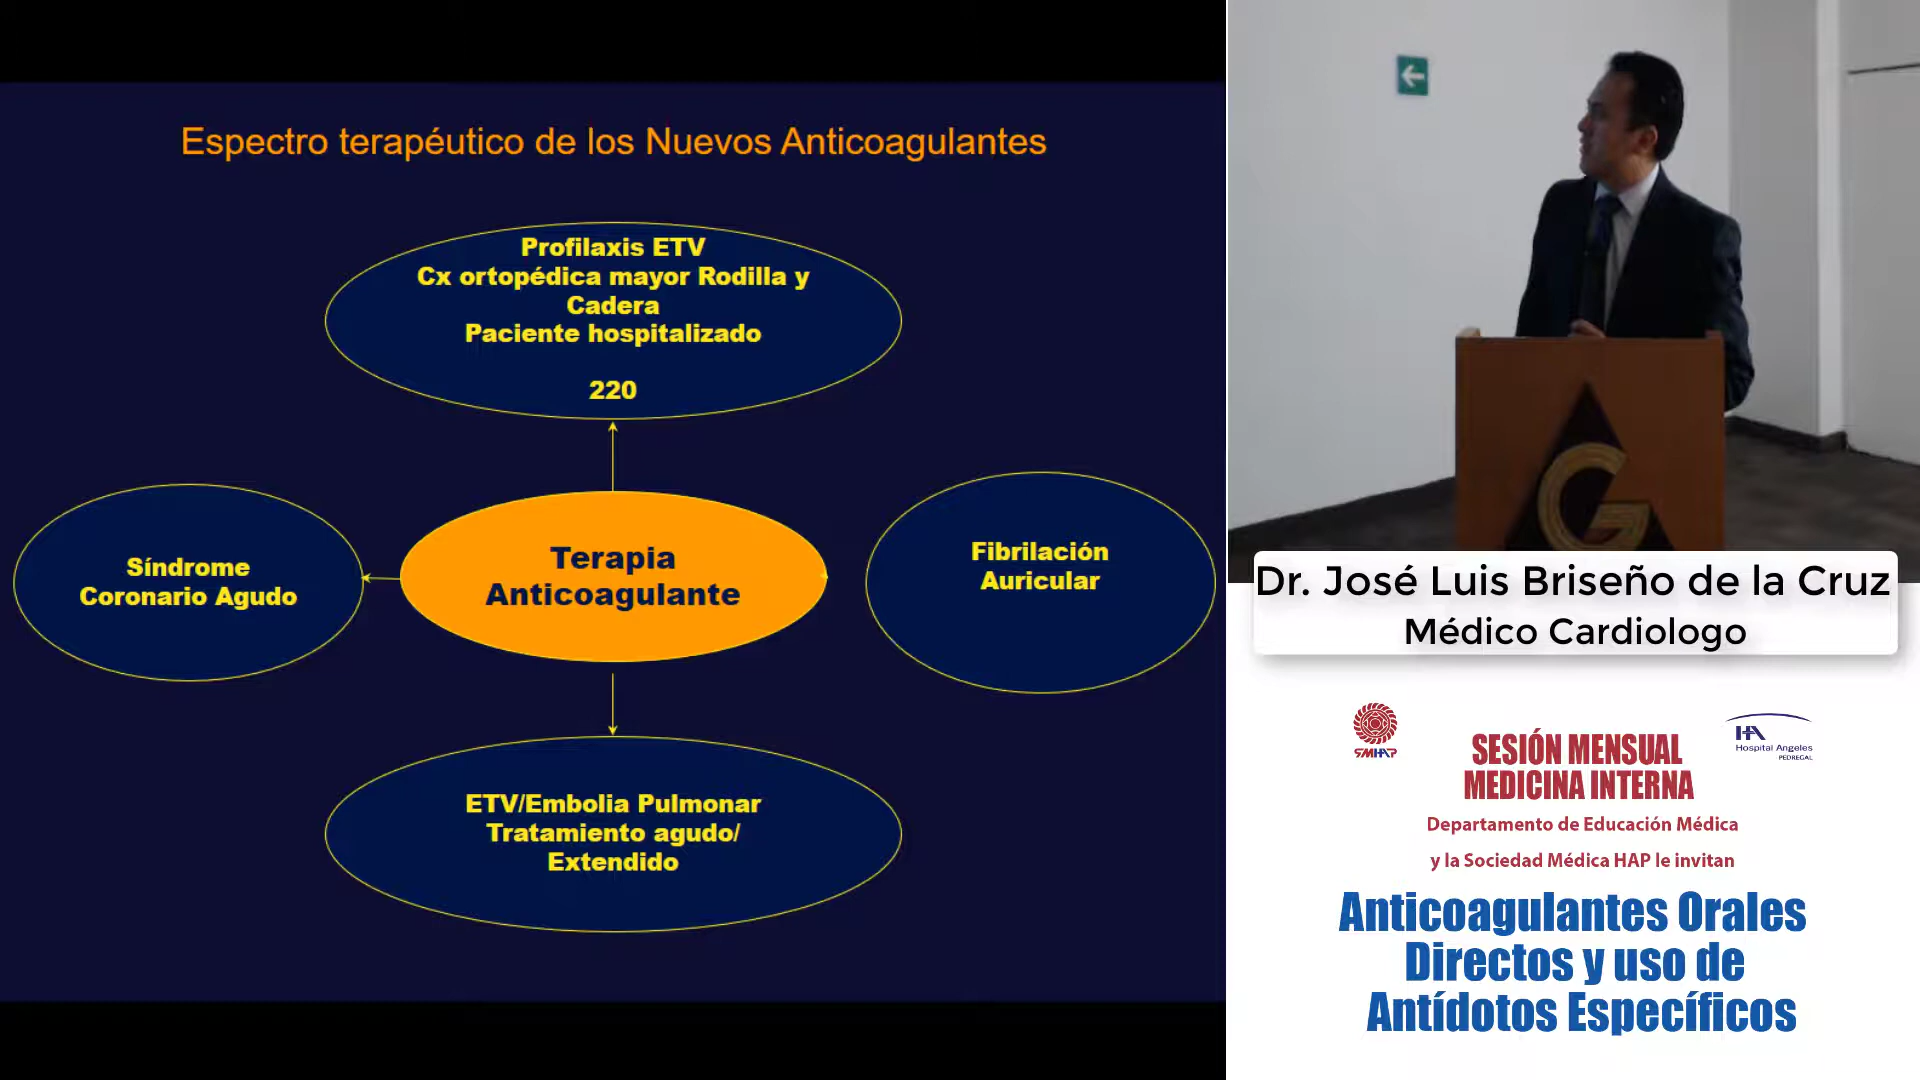 Espectro terapéutico de los Nuevos Anticoagulantes
Profilaxis ETV
Cx ortopédica mayor Rodilla y
Cadera
Paciente hospitalizado
220
Síndrome
Coronario Agudo
Terapia
Anticoagulante
Fibrilación
Auricular
ETV/Embolia Pulmonar
Tratamiento agudo/
Extendido
G
Dr. José Luis Briseño de la Cruz
Médico Cardiologo
SMHAP
HA
Hospital Angeles
PEDREGAL
SESIÓN MENSUAL
MEDICINA INTERNA
Departamento de Educación Médica
y la Sociedad Médica HAP le invitan
Anticoagulantes Orales
Directos y uso de
Antídotos Específicos